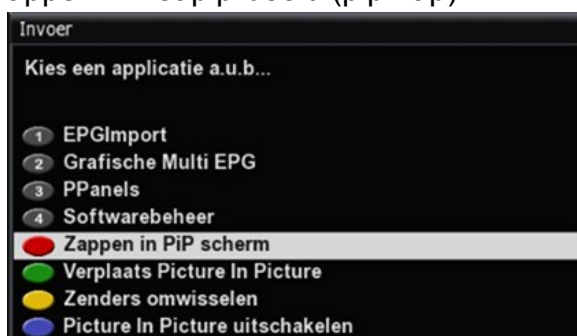 Invoer
Kies een applicatie a.u.b...
1 EPGImport
2 Grafische Multi EPG
3 PPanels
4 Softwarebeheer
Zappen in PiP scherm
Verplaats Picture In Picture
Zenders omwisselen
Picture In Picture uitschakelen